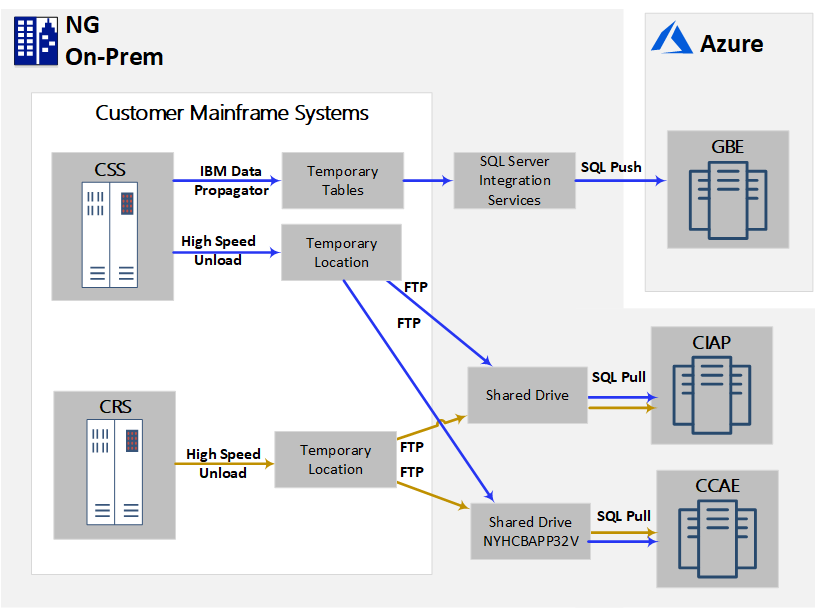 NG
On-Prem
Azure
Customer Mainframe Systems
CSS
IBM Data
Propagator
Temporary
Tables
SQL Server
Integration
Services
SQL Push
GBE
High Speed
Unload
Temporary
Location
FTP
FTP
CIAP
SQL Pull
Shared Drive
CRS
High Speed
Unload
Temporary
Location
FTP
FTP
Shared Drive
NYHCBAPP32V
SQL Pull
CCAE